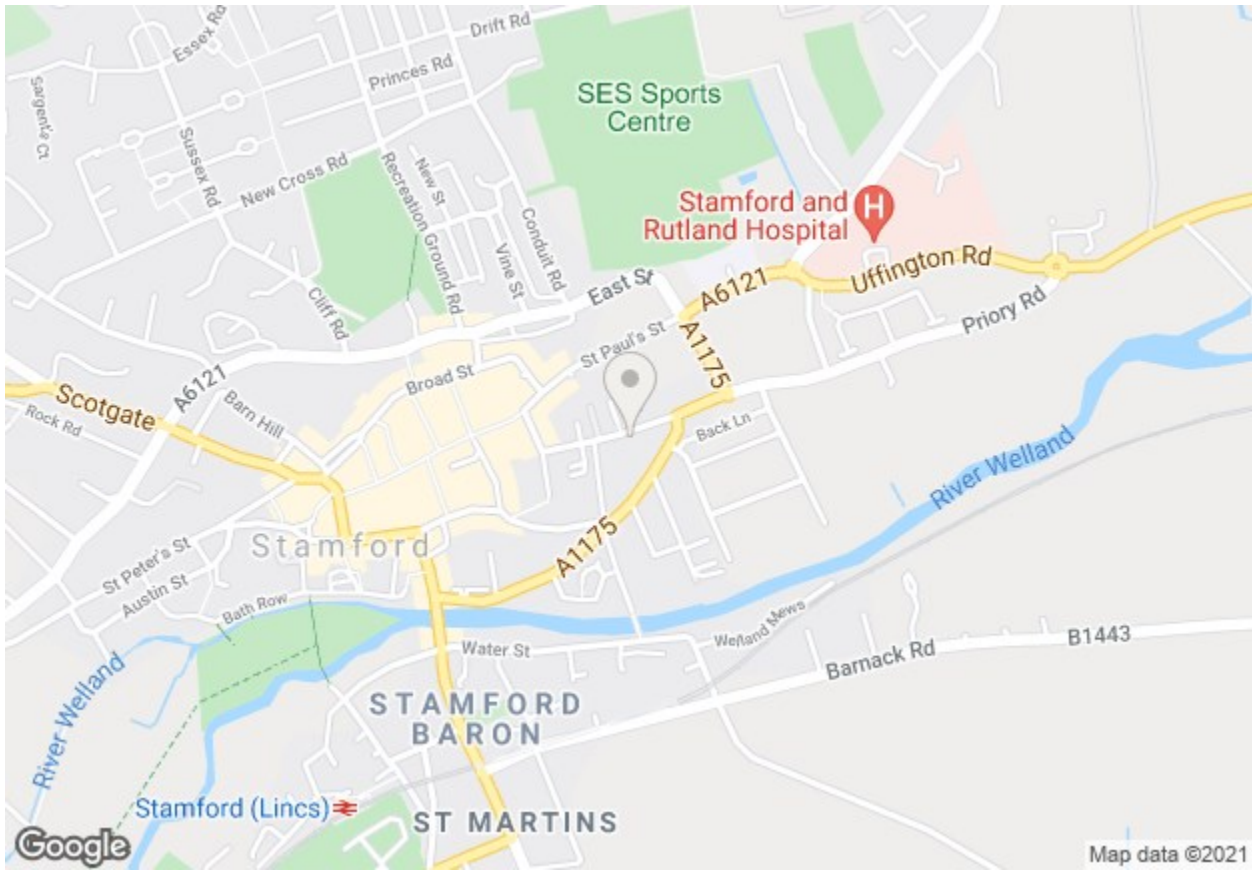 Essex Rd
Drift Rd
Princes Rd
Sargents Ct
Sussex Rd
New Cross Rd
Recreation Ground Rd
New St
Vine St
Conduit Rd
SES Sports
Centre
Stamford and
Rutland Hospital
H
Cliff Rd
East St
A6121
Uffington Rd
Priory Rd
St Paul's St
A1175
A6121
Broad St
Scotgate
Rock Rd
Barn Hill
Back Ln
River Welland
Stamford
A1175
St Peter's St
Austin St
Bath Row
Water St
Welland Mews
Barnack Rd
B1443
River Welland
STAMFORD
BARON
Stamford (Lincs)
ST MARTINS
Google
Map data ©2021